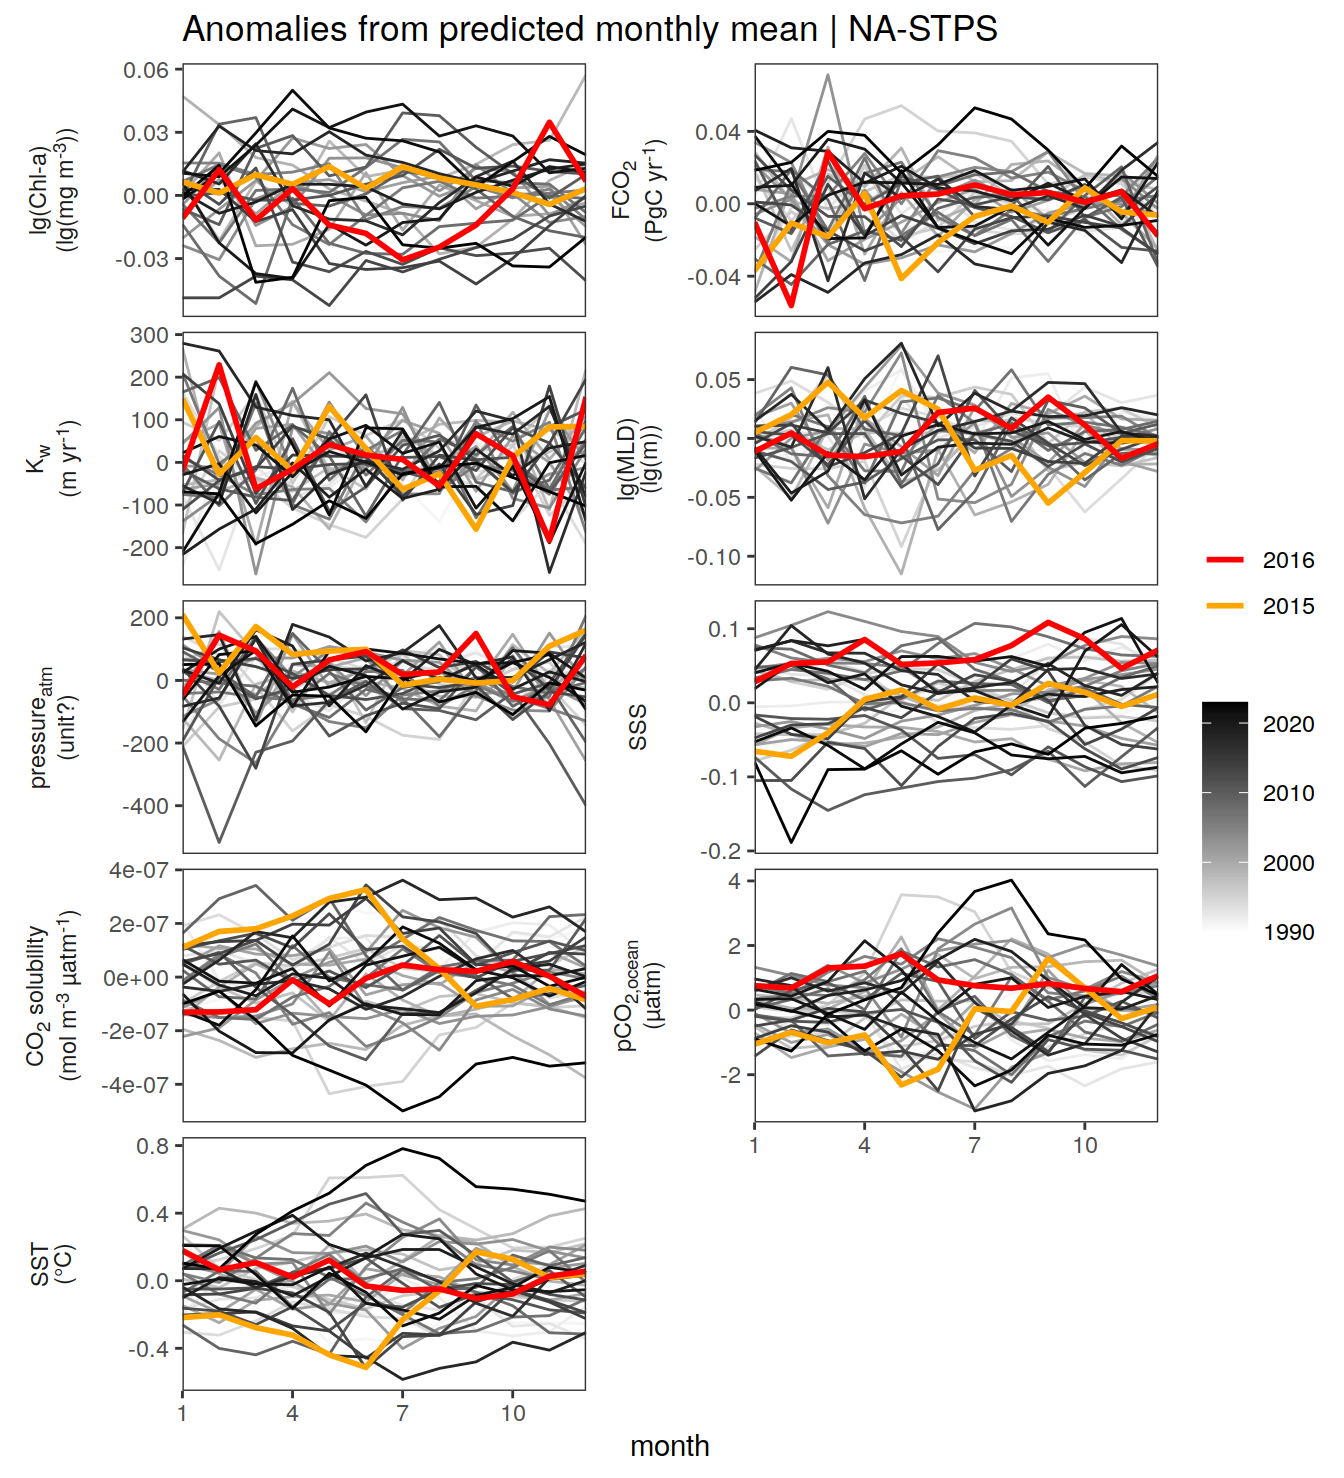 Anomalies from predicted monthly mean | NA-STPS
lg(Chl-a)
(lg(mg m⁻³))
0.06
0.03
0.00
-0.03
FCO₂
(PgC yr⁻¹)
0.04
0.00
-0.04
K_w
(m yr⁻¹)
300
200
100
0
-100
-200
lg(MLD)
(lg(m))
0.05
0.00
-0.05
-0.10
pressure_atm
(unit?)
200
0
-200
-400
SSS
0.1
0.0
-0.1
-0.2
CO₂ solubility
(mol m⁻³ µatm⁻¹)
4e-07
2e-07
0e+00
-2e-07
-4e-07
pCO₂,ocean
(µatm)
4
2
0
-2
1 4 7 10
SST
(°C)
0.8
0.4
0.0
-0.4
1 4 7 10
month
2016
2015
2020
2010
2000
1990